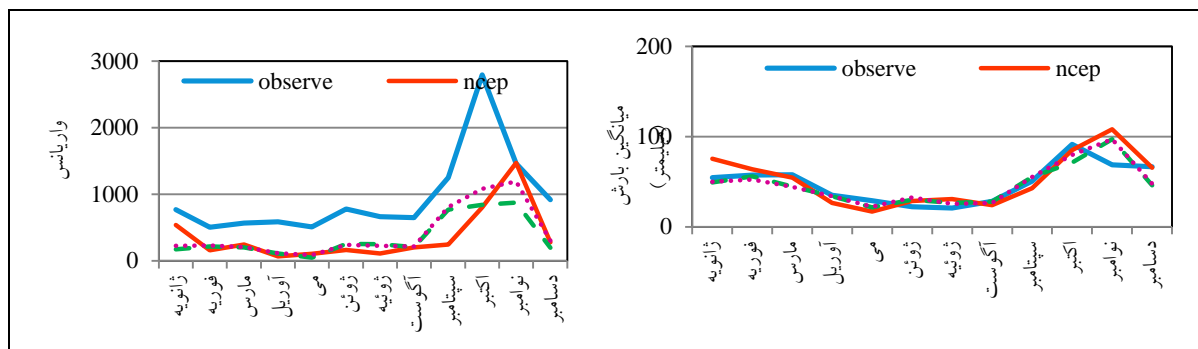 3000
2000
1000
0
واریانس
observe
ncep
ژانویه
فوریه
مارس
آوریل
می
ژوئن
ژوئیه
آگوست
سپتامبر
اکتبر
نوامبر
دسامبر
200
100
0
میانگین بارش
observe
ncep
ژانویه
فوریه
مارس
آوریل
می
ژوئن
ژوئیه
آگوست
سپتامبر
اکتبر
نوامبر
دسامبر